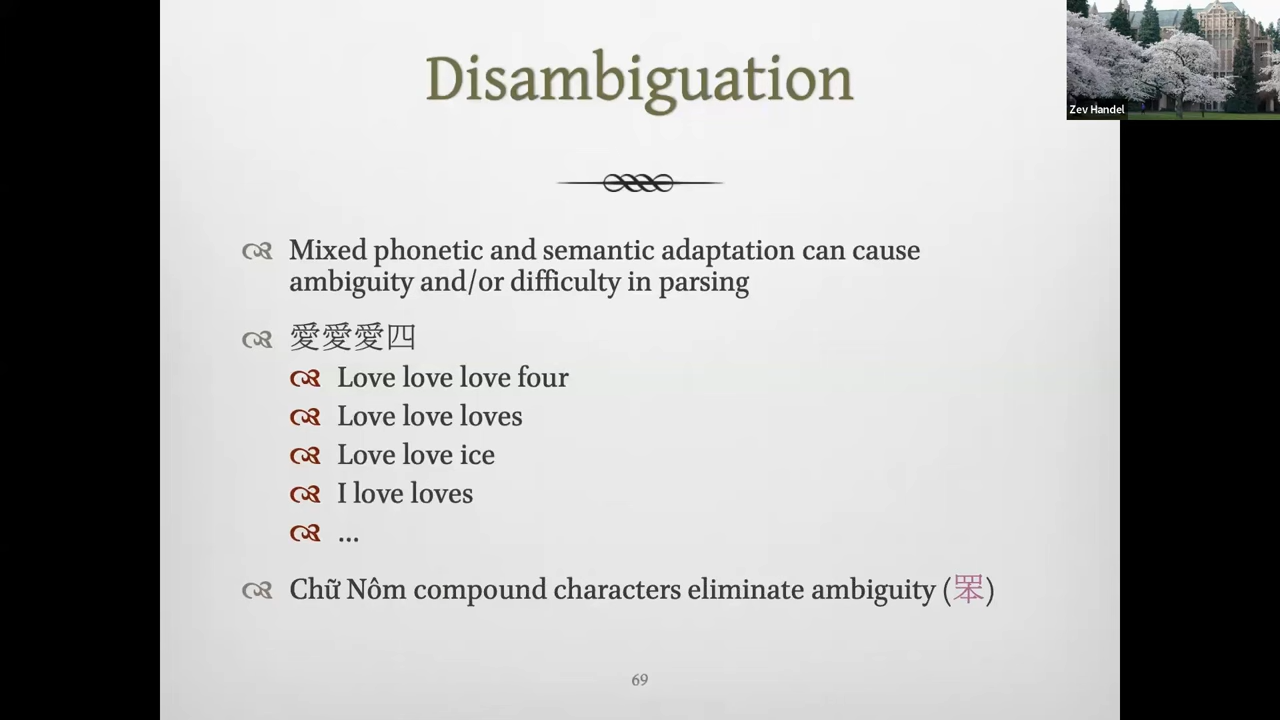 Disambiguation
Zev Handel
Mixed phonetic and semantic adaptation can cause
ambiguity and/or difficulty in parsing
愛愛愛四
Love love love four
Love love loves
Love love ice
I love loves
...
Chữ Nôm compound characters eliminate ambiguity (𦊛)
69